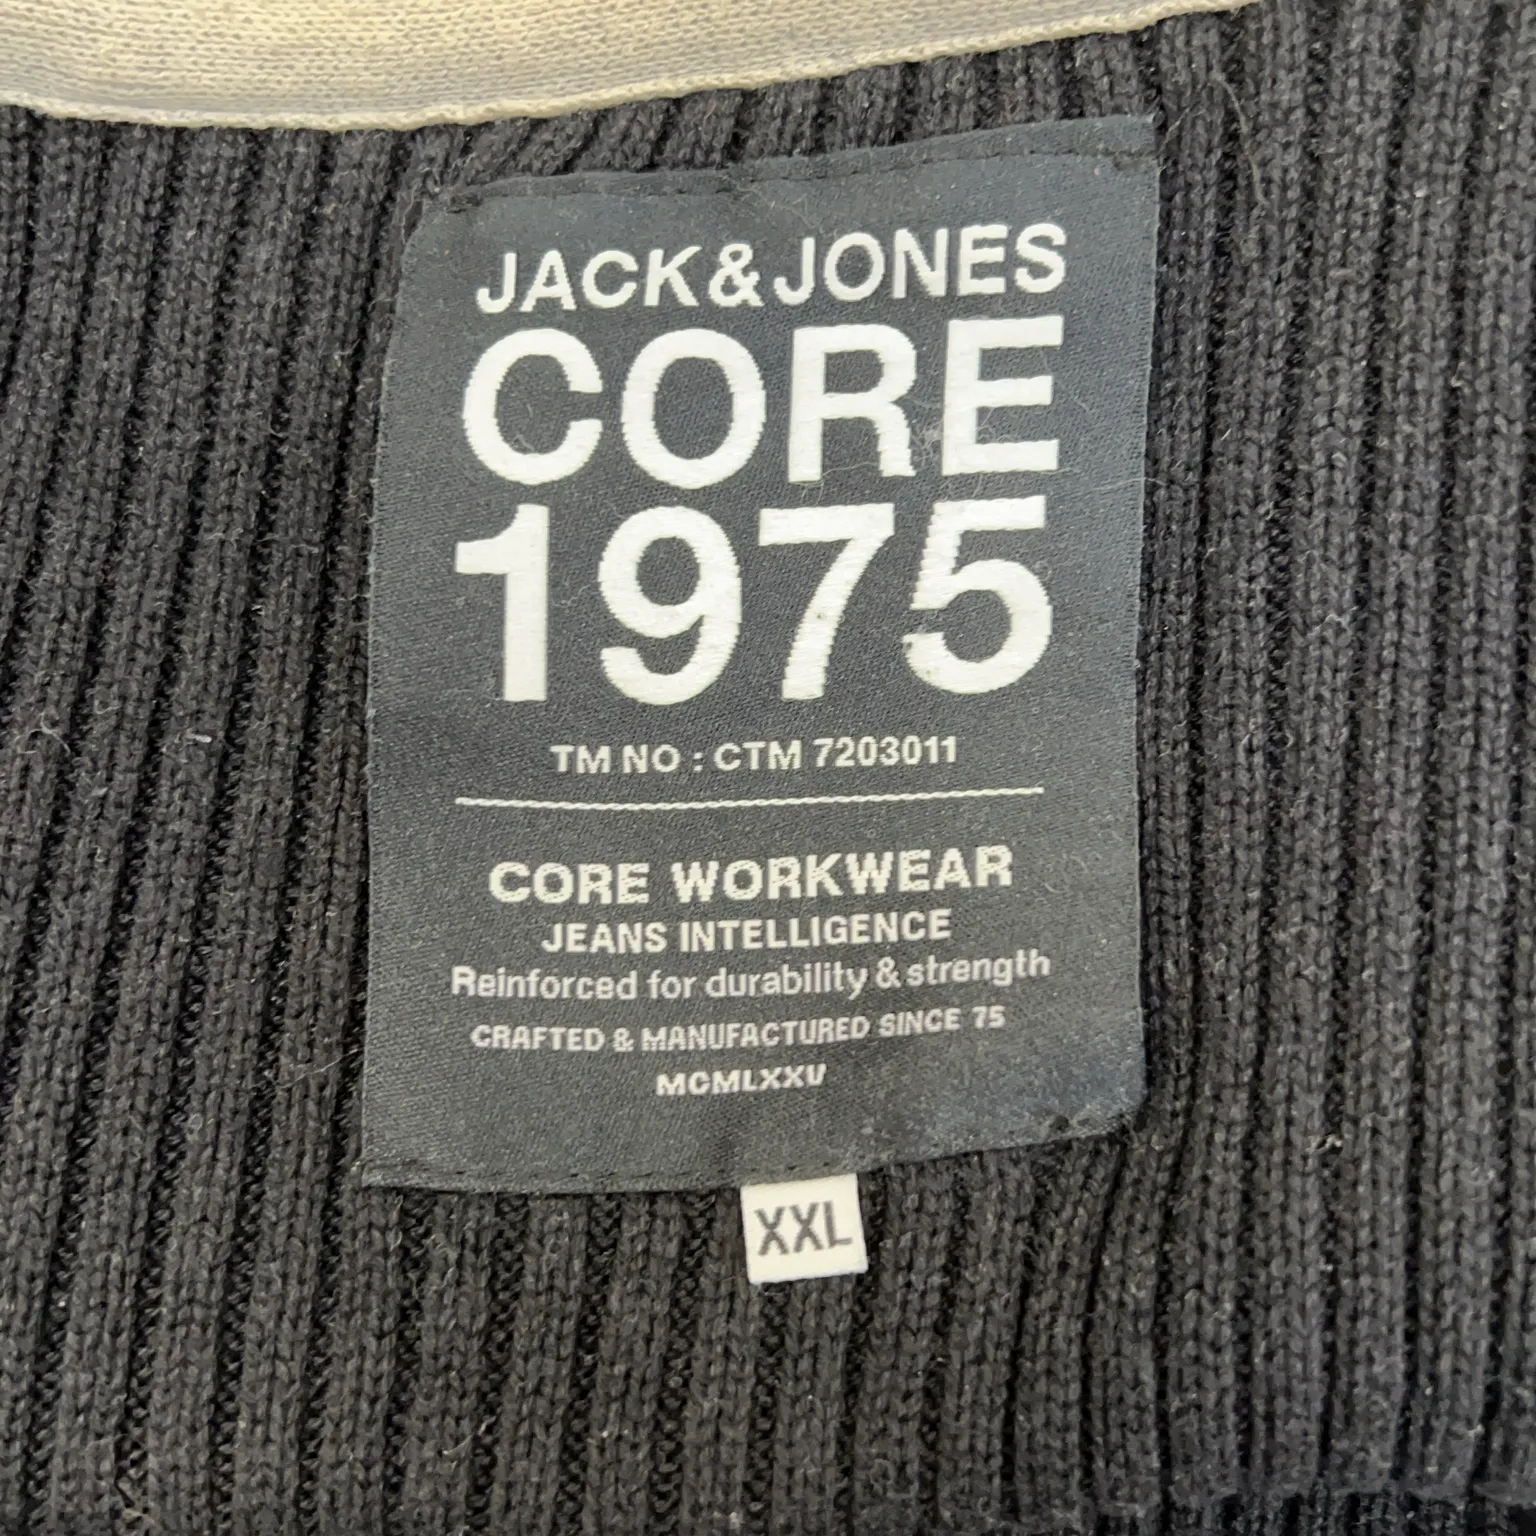 JACK&JONES
CORE
1975
TM NO : CTM 7203011
CORE WORKWEAR
JEANS INTELLIGENCE
Reinforced for durability & strength
CRAFTED & MANUFACTURED SINCE 75
MCMLXXV
XXL